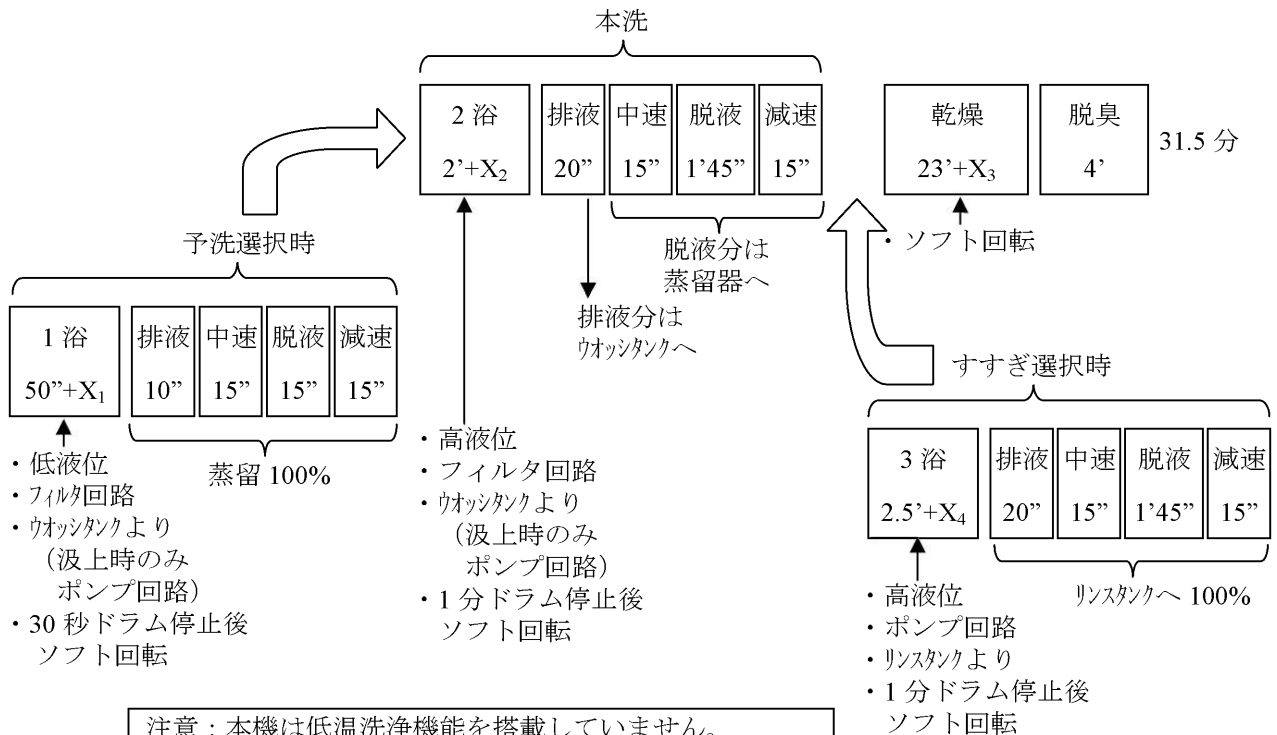 本洗
2 浴
2'+X₂
排液
20”
中速
15”
脱液
1’45”
減速
15”
乾燥
23'+X₃
脱臭
4'
31.5 分
脱液分は
蒸留器へ
排液分は
ｳｵｯｼﾀﾝｸへ
・ソフト回転
予洗選択時
1 浴
50”+X₁
排液
10”
中速
15”
脱液
15”
減速
15”
蒸留 100%
・低液位
・ﾌｨﾙﾀ回路
・ｳｵｯｼﾀﾝｸより
（汲上時のみ
ポンプ回路）
・30 秒ドラム停止後
ソフト回転
・高液位
・フィルタ回路
・ｳｵｯｼﾀﾝｸより
（汲上時のみ
ポンプ回路）
・1 分ドラム停止後
ソフト回転
すすぎ選択時
3 浴
2.5'+X₄
排液
20”
中速
15”
脱液
1’45”
減速
15”
ﾘﾝｽﾀﾝｸへ 100%
・高液位
・ポンプ回路
・ﾘﾝｽﾀﾝｸより
・1 分ドラム停止後
ソフト回転
注意：本機は低温洗浄機能を搭載していません。